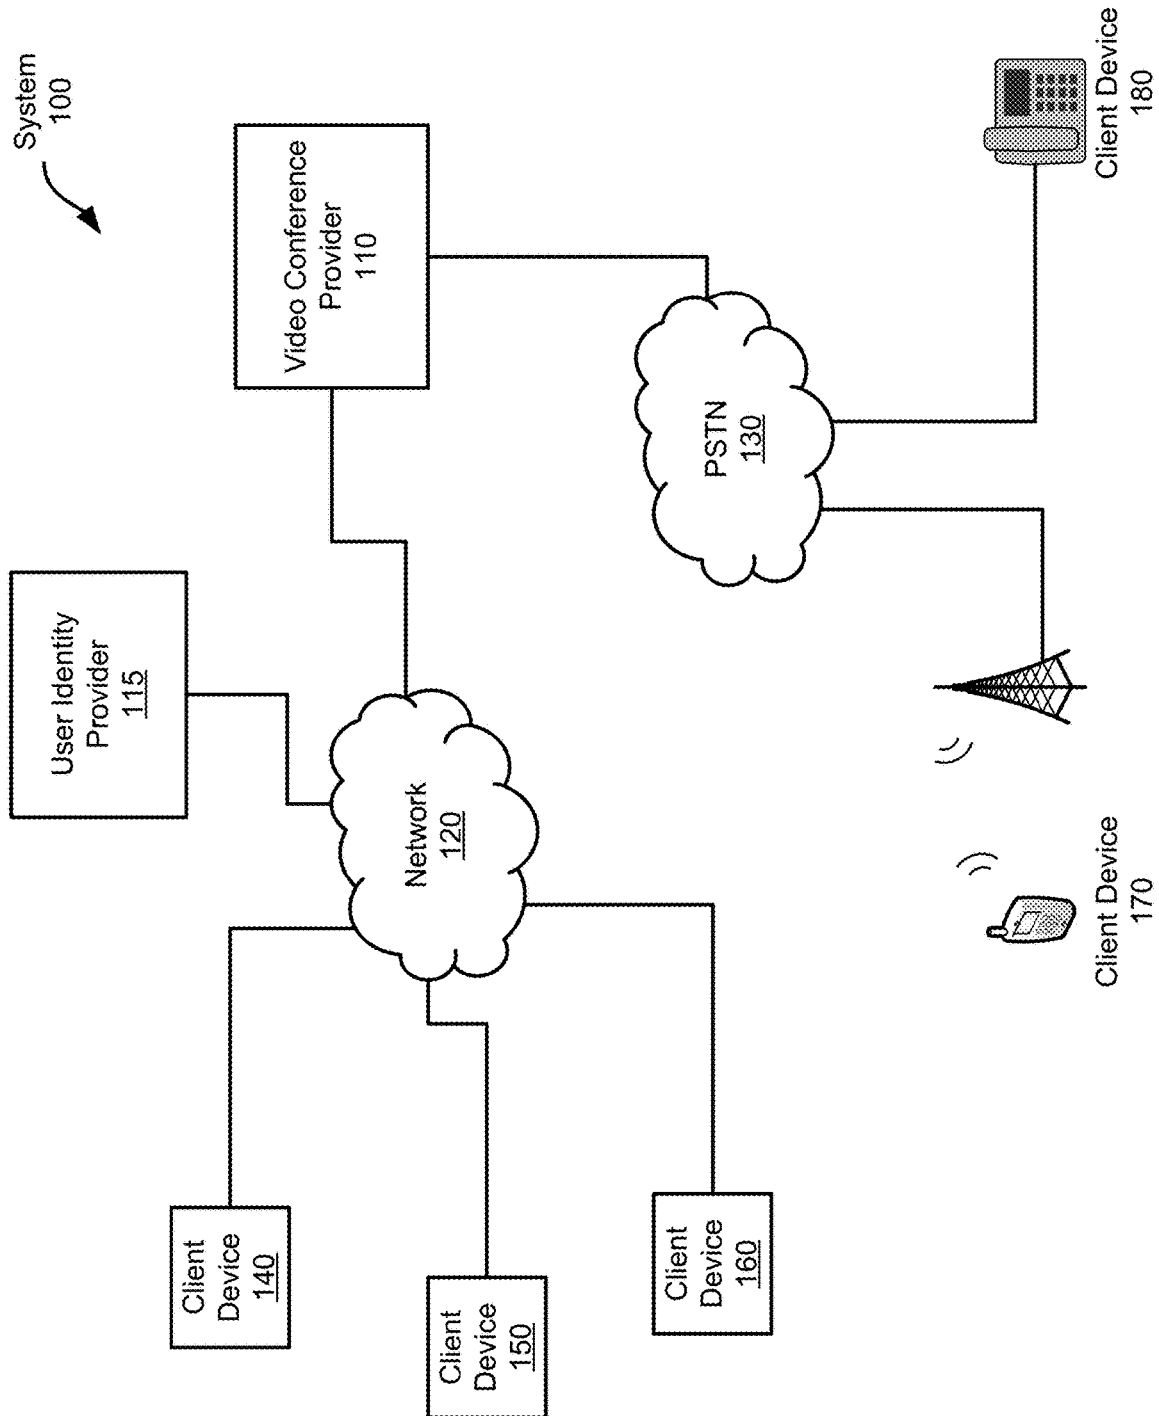 System
100
User Identity
Provider
115
Video Conference
Provider
110
Client
Device
140
Network
120
Client
Device
150
Client
Device
160
PSTN
130
Client Device
170
Client Device
180